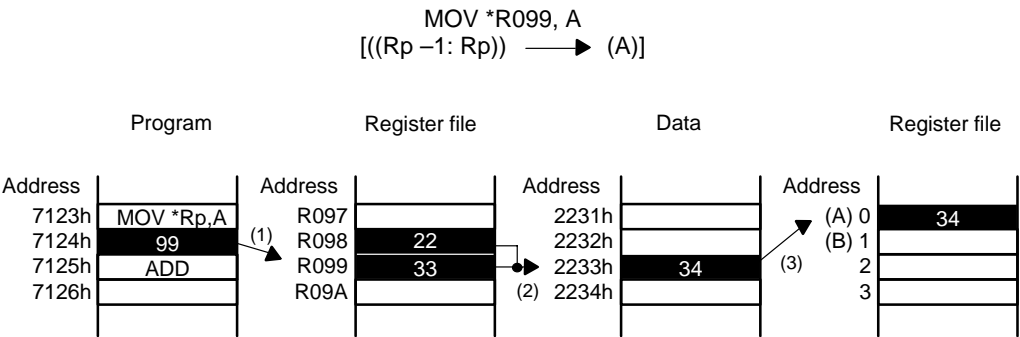 MOV *R099, A
[((Rp –1: Rp)) (A)]
Program Register file Data Register file
Address Address Address Address
7123h MOV *Rp,A R097 2231h (A) 0 34
7124h 99 (1) R098 22 2232h (B) 1
7125h ADD R099 33 (2) 2233h 34 (3) 2
7126h R09A 2234h 3